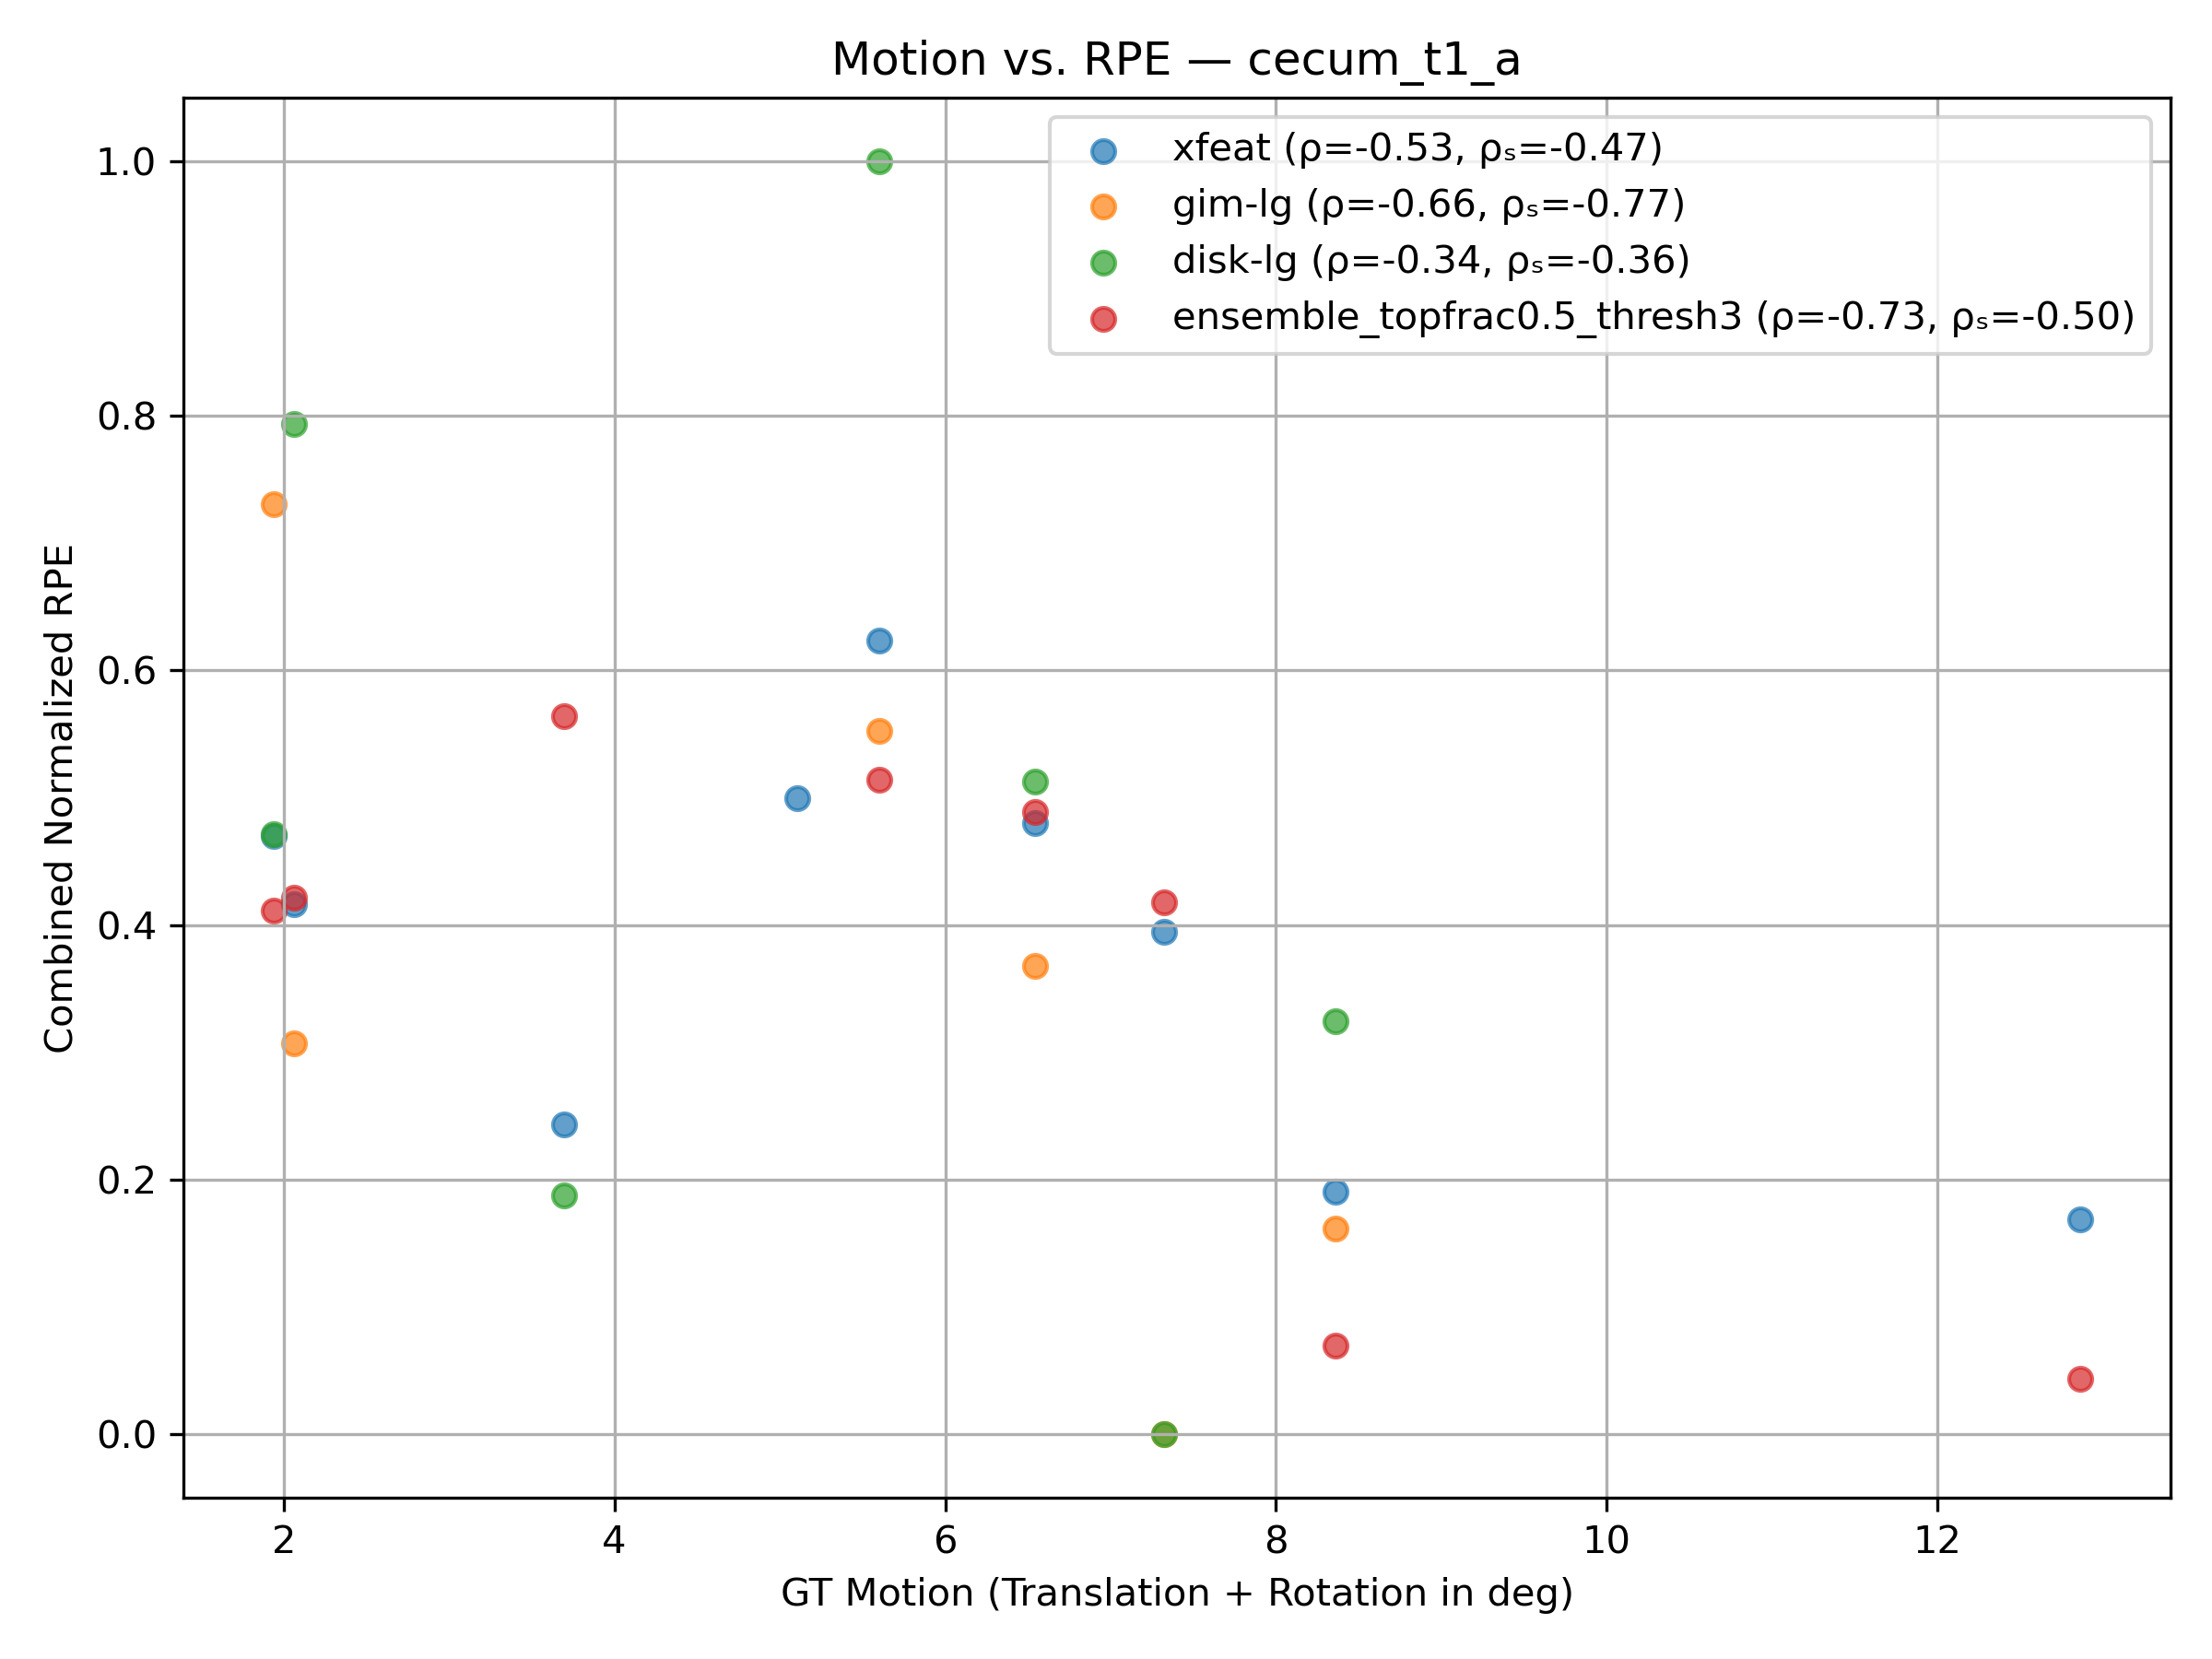 Motion vs. RPE — cecum_t1_a
xfeat (ρ=-0.53, ρₛ=-0.47)
gim-lg (ρ=-0.66, ρₛ=-0.77)
disk-lg (ρ=-0.34, ρₛ=-0.36)
ensemble_topfrac0.5_thresh3 (ρ=-0.73, ρₛ=-0.50)
Combined Normalized RPE
1.0
0.8
0.6
0.4
0.2
0.0
2 4 6 8 10 12
GT Motion (Translation + Rotation in deg)